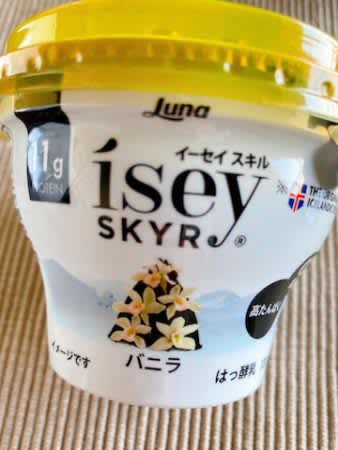 Luna
11g
PROTEIN
イーセイ スキル
ísey
SKYR®
THE
ICELANDIC
高たんぱく
バニラ
イメージです
はっ酵乳